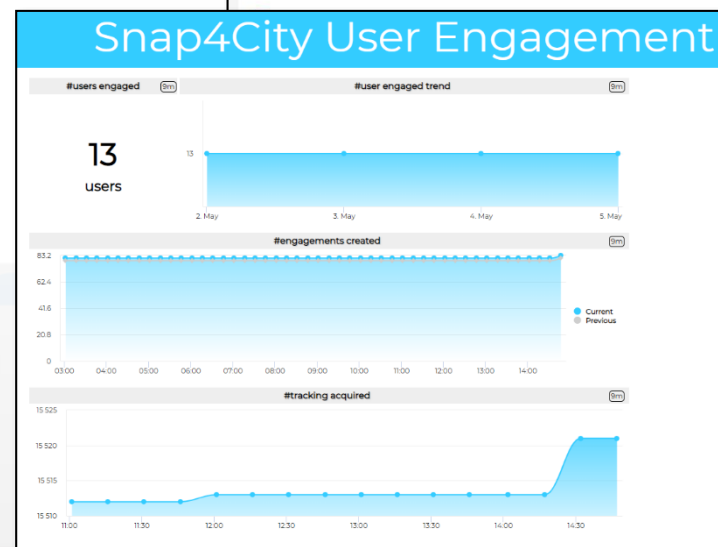 Snap4City User Engagement
#users engaged 9m
#user engaged trend 9m
13
users
13
2. May 3. May 4. May 5. May
#engagements created 9m
83.2
62.4
41.6
20.8
0
Current
Previous
03:00 04:00 05:00 06:00 07:00 08:00 09:00 10:00 11:00 12:00 13:00 14:00
#tracking acquired 9m
15 525
15 520
15 515
15 510
11:00 11:30 12:00 12:30 13:00 13:30 14:00 14:30